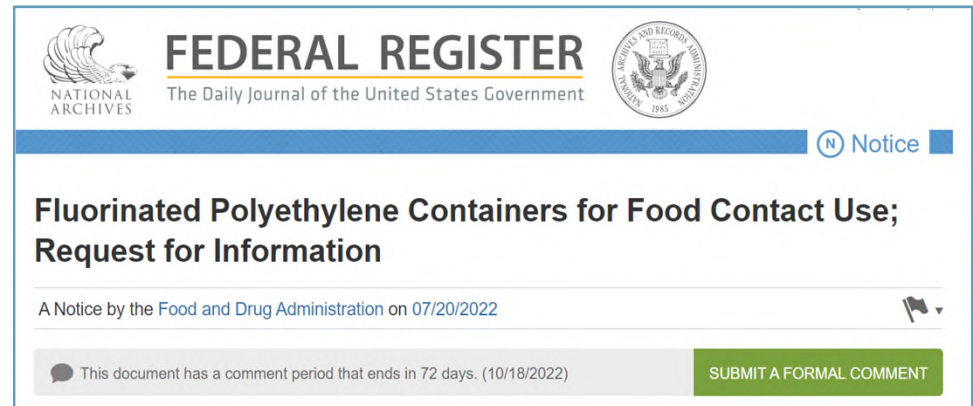 FEDERAL REGISTER
The Daily Journal of the United States Government
NATIONAL
ARCHIVES
1985
N Notice
Fluorinated Polyethylene Containers for Food Contact Use;
Request for Information
A Notice by the Food and Drug Administration on 07/20/2022
This document has a comment period that ends in 72 days. (10/18/2022)
SUBMIT A FORMAL COMMENT